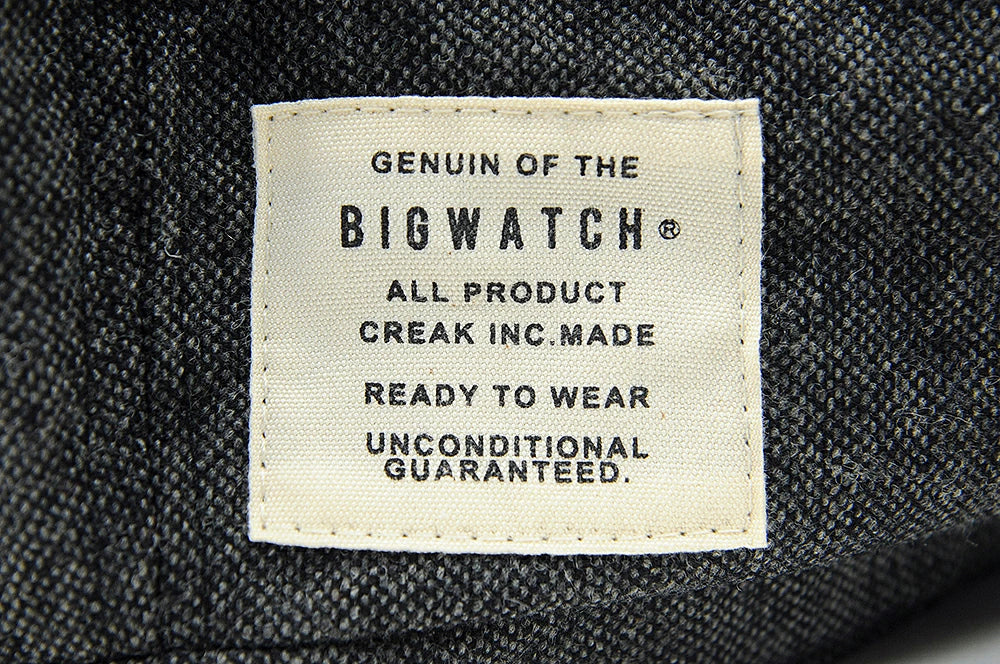 GENUIN OF THE
BIGWATCH®
ALL PRODUCT
CREAK INC.MADE
READY TO WEAR
UNCONDITIONAL
GUARANTEED.